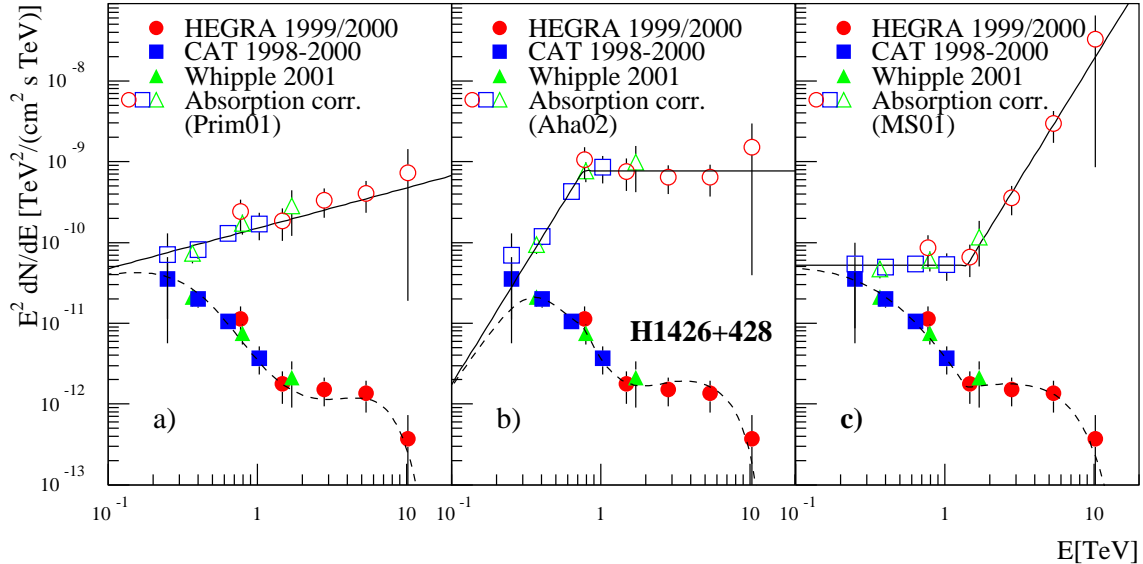 E² dN/dE [TeV²/(cm² s TeV)]
10⁻⁸
10⁻⁹
10⁻¹⁰
10⁻¹¹
10⁻¹²
10⁻¹³
HEGRA 1999/2000
CAT 1998-2000
Whipple 2001
Absorption corr.
(Prim01)
a)
HEGRA 1999/2000
CAT 1998-2000
Whipple 2001
Absorption corr.
(Aha02)
H1426+428
b)
HEGRA 1999/2000
CAT 1998-2000
Whipple 2001
Absorption corr.
(MS01)
c)
10⁻¹ 1 10 10⁻¹ 1 10 10⁻¹ 1 10
E[TeV]